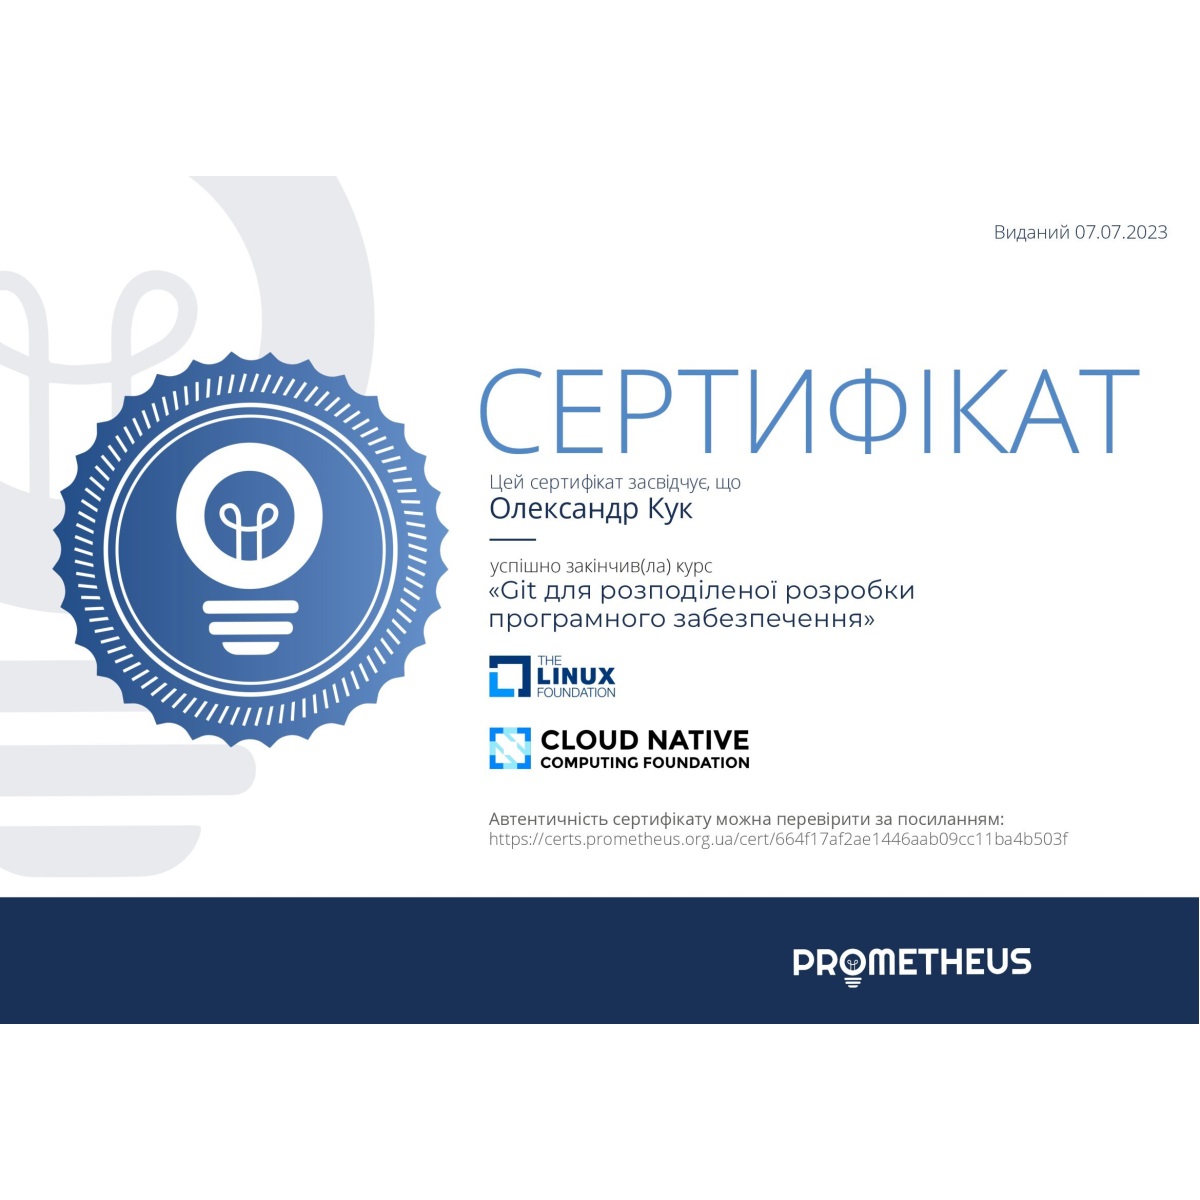 Виданий 07.07.2023
СЕРТИФІКАТ
Цей сертифікат засвідчує, що
Олександр Кук
успішно закінчив(ла) курс
«Git для розподіленої розробки
програмного забезпечення»
THE
LINUX
FOUNDATION
CLOUD NATIVE
COMPUTING FOUNDATION
Автентичність сертифікату можна перевірити за посиланням:
https://certs.prometheus.org.ua/cert/664f17af2ae1446aab09cc11ba4b503f
PROMETHEUS